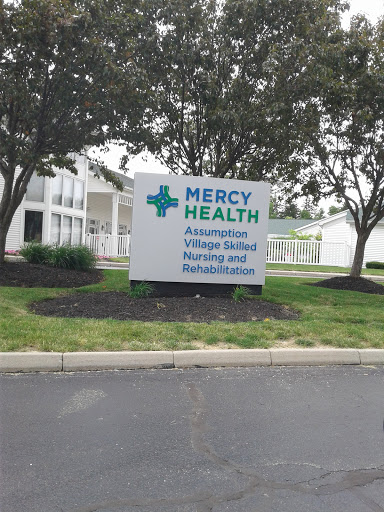 MERCY
HEALTH
Assumption
Village Skilled
Nursing and
Rehabilitation